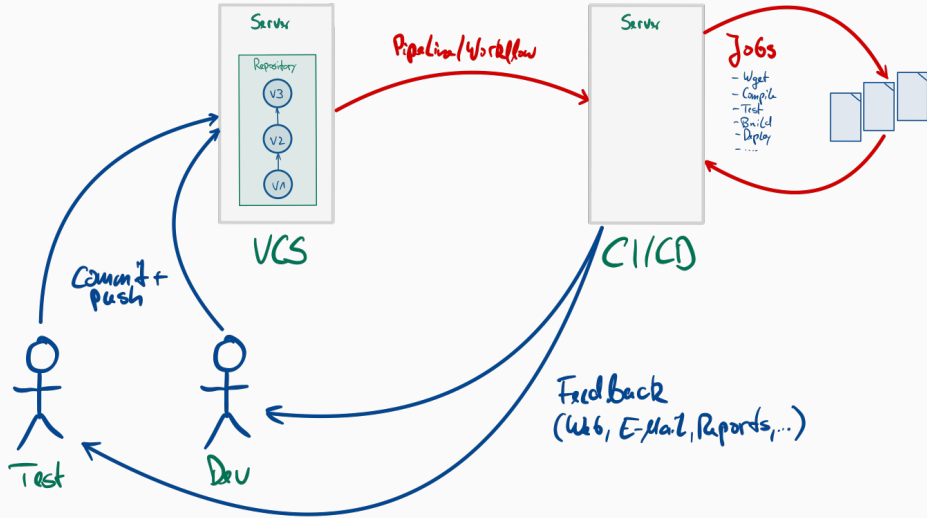 Server
Repository
V3
V2
V1
VCS
Pipeline/Workflow
Server
CI/CD
Jobs
- Wget
- Compile
- Test
- Build
- Deploy
- ...
Commit +
push
Test
Dev
Feedback
(Web, E-Mail, Reports, ...)